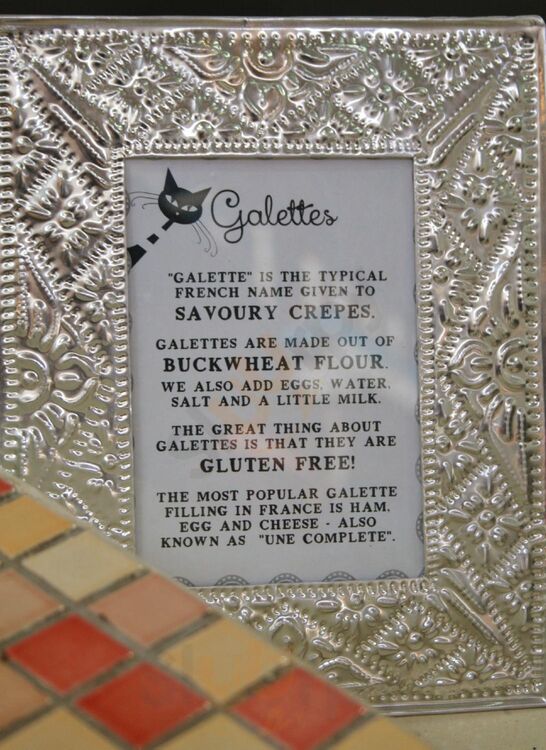 Galettes
"GALETTE" IS THE TYPICAL
FRENCH NAME GIVEN TO
SAVOURY CREPES.
GALETTES ARE MADE OUT OF
BUCKWHEAT FLOUR.
WE ALSO ADD EGGS, WATER,
SALT AND A LITTLE MILK.
THE GREAT THING ABOUT
GALETTES IS THAT THEY ARE
GLUTEN FREE!
THE MOST POPULAR GALETTE
FILLING IN FRANCE IS HAM,
EGG AND CHEESE - ALSO
KNOWN AS "UNE COMPLETE".